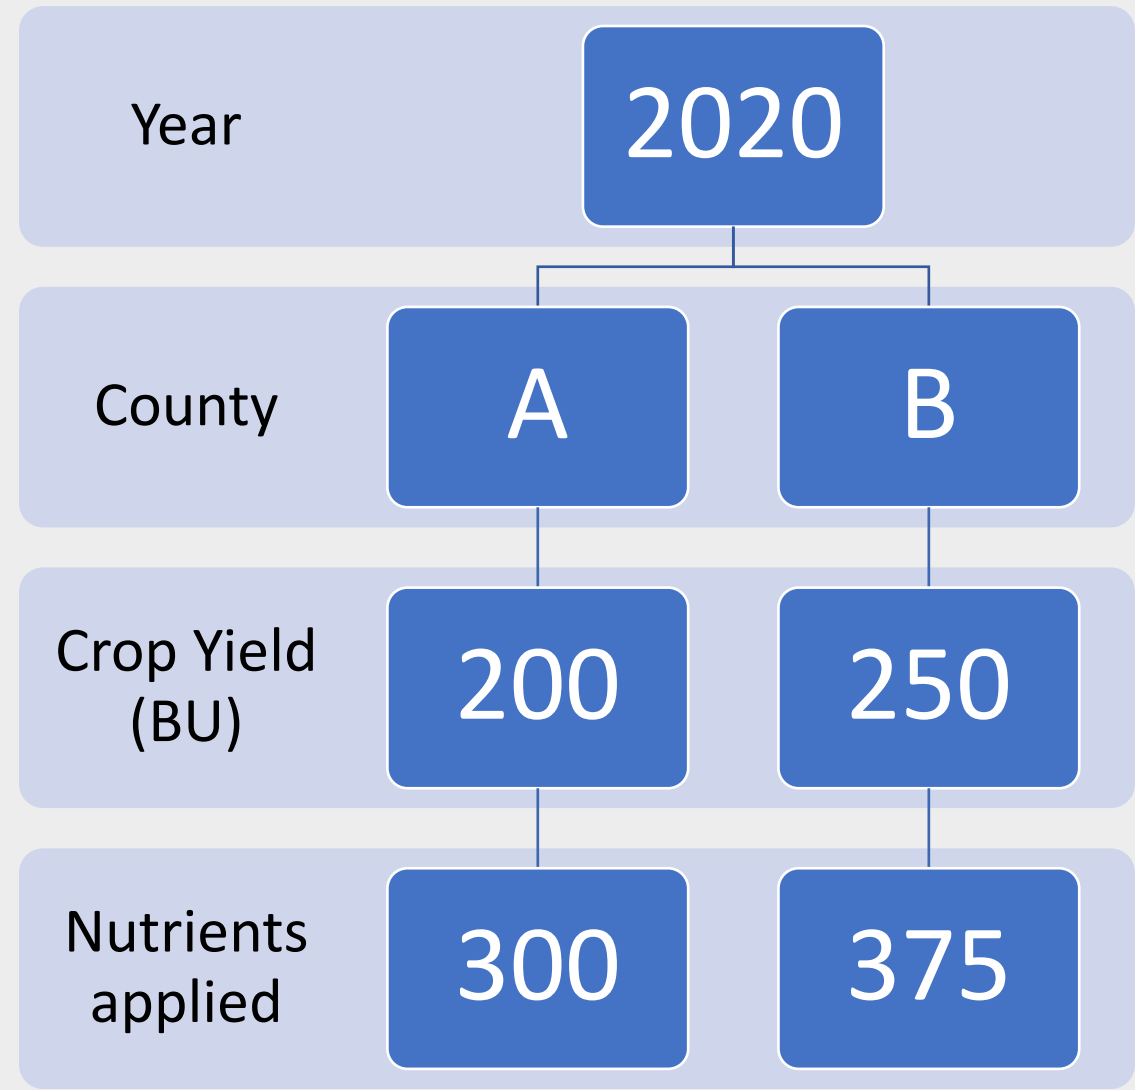 Year
2020
County
A
B
Crop Yield
(BU)
200
250
Nutrients
applied
300
375